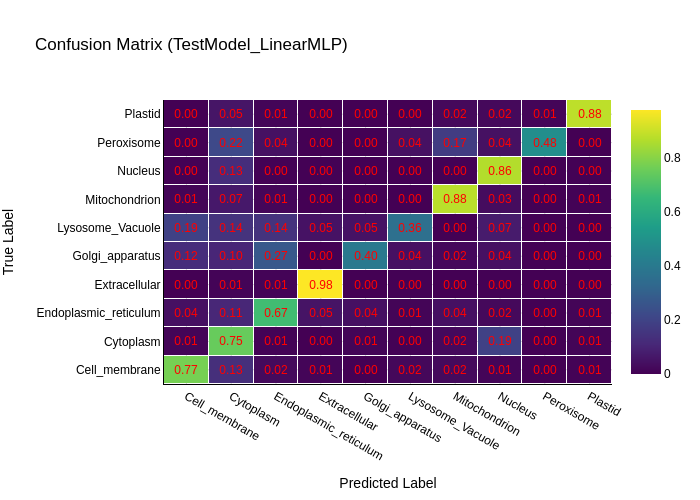 Confusion Matrix (TestModel_LinearMLP)
True Label
Plastid 0.00 0.05 0.01 0.00 0.00 0.00 0.02 0.02 0.01 0.88
Peroxisome 0.00 0.22 0.04 0.00 0.00 0.04 0.17 0.04 0.48 0.00
Nucleus 0.00 0.13 0.00 0.00 0.00 0.00 0.00 0.86 0.00 0.00
Mitochondrion 0.01 0.07 0.01 0.00 0.00 0.00 0.88 0.03 0.00 0.01
Lysosome_Vacuole 0.19 0.14 0.14 0.05 0.05 0.36 0.00 0.07 0.00 0.00
Golgi_apparatus 0.12 0.10 0.27 0.00 0.40 0.04 0.02 0.04 0.00 0.00
Extracellular 0.00 0.01 0.01 0.98 0.00 0.00 0.00 0.00 0.00 0.00
Endoplasmic_reticulum 0.04 0.11 0.67 0.05 0.04 0.01 0.04 0.02 0.00 0.01
Cytoplasm 0.01 0.75 0.01 0.00 0.01 0.00 0.02 0.19 0.00 0.01
Cell_membrane 0.77 0.13 0.02 0.01 0.00 0.02 0.02 0.01 0.00 0.01
Cell_membrane
Cytoplasm
Endoplasmic_reticulum
Extracellular
Golgi_apparatus
Lysosome_Vacuole
Mitochondrion
Nucleus
Peroxisome
Plastid
Predicted Label
0.8
0.6
0.4
0.2
0